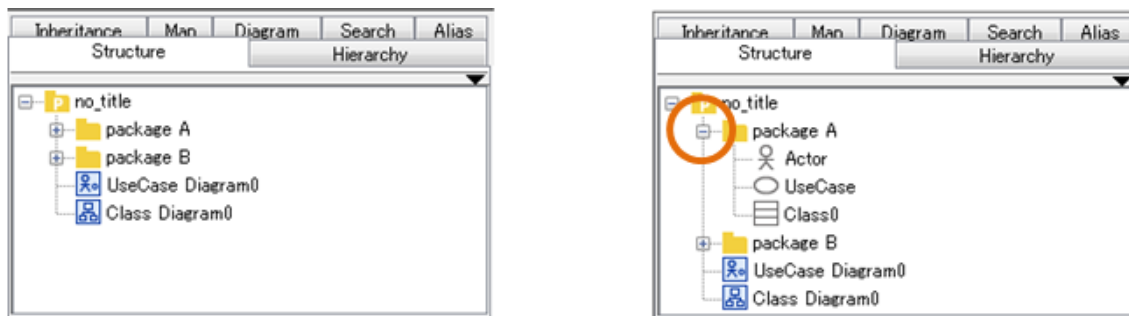 Inheritance Map Diagram Search Alias
Structure Hierarchy
no_title
package A
package B
UseCase Diagram0
Class Diagram0
Inheritance Map Diagram Search Alias
Structure Hierarchy
no_title
package A
Actor
UseCase
Class0
package B
UseCase Diagram0
Class Diagram0